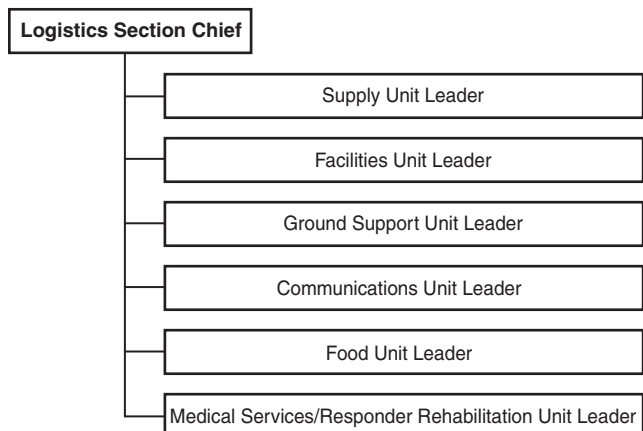 Logistics Section Chief
Supply Unit Leader
Facilities Unit Leader
Ground Support Unit Leader
Communications Unit Leader
Food Unit Leader
Medical Services/Responder Rehabilitation Unit Leader